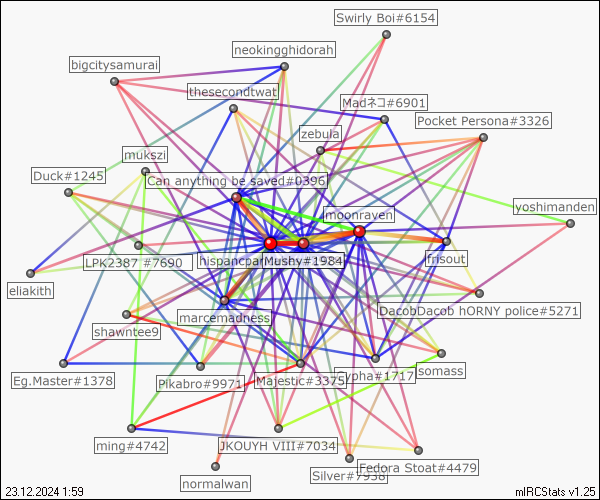 Swirly Boi#6154
neokingghidorah
bigcitysamurai
thesecondtwat
Madネコ#6901
Pocket Persona#3326
zebula
mukszi
Duck#1245
Can anything be saved#0396
moonraven
yoshimanden
LPK2387 #7690
hispancpar
Mushy#1984
frisout
eliakith
DacobDacob hORNY police#5271
marcemadness
shawntee9
Eg.Master#1378
Pikabro#9971
Majestic#3375
Cypha#1717
somass
ming#4742
JKOUYH VIII#7034
Fedora Stoat#4479
Silver#7938
normalwan
23.12.2024 1:59
mIRCStats v1.25